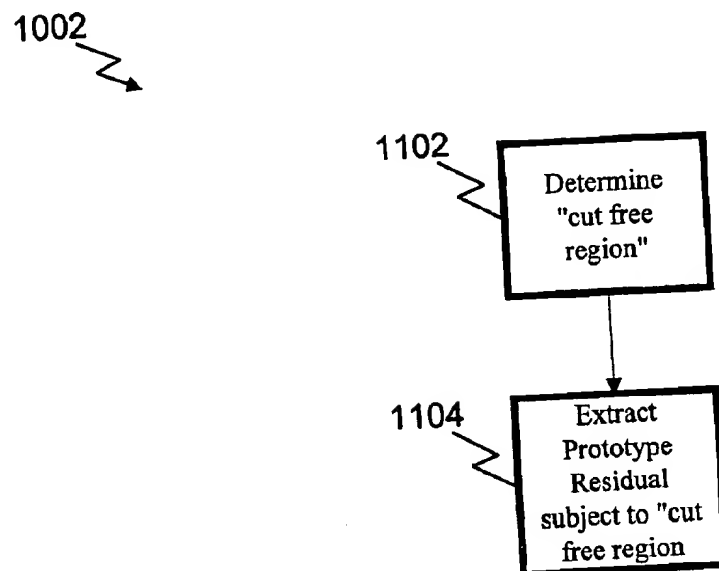 1002
1102
Determine
"cut free
region"
1104
Extract
Prototype
Residual
subject to "cut
free region